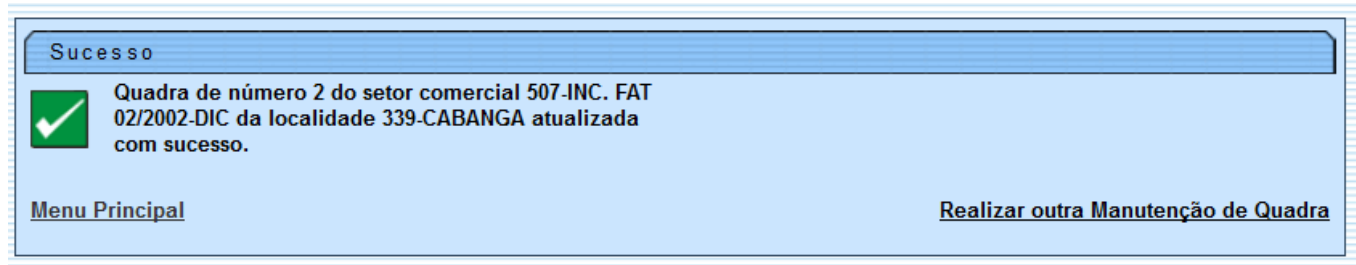 Sucesso
Quadra de número 2 do setor comercial 507-INC. FAT
02/2002-DIC da localidade 339-CABANGA atualizada
com sucesso.
Menu Principal
Realizar outra Manutenção de Quadra